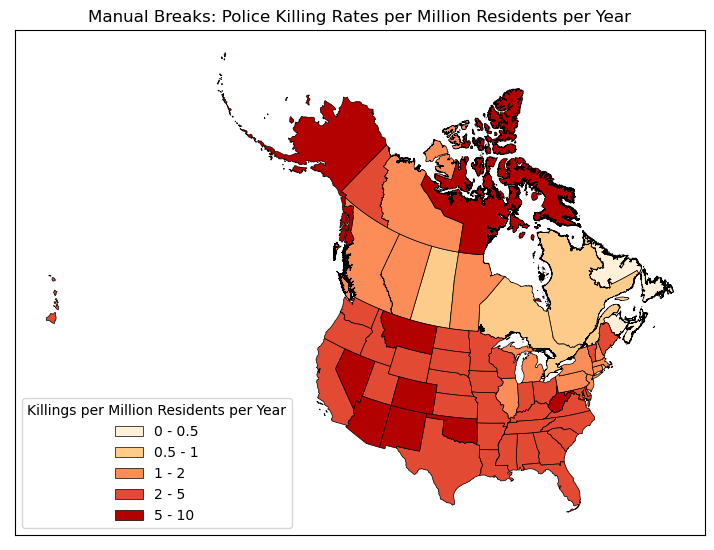 Manual Breaks: Police Killing Rates per Million Residents per Year
Killings per Million Residents per Year
0 - 0.5
0.5 - 1
1 - 2
2 - 5
5 - 10